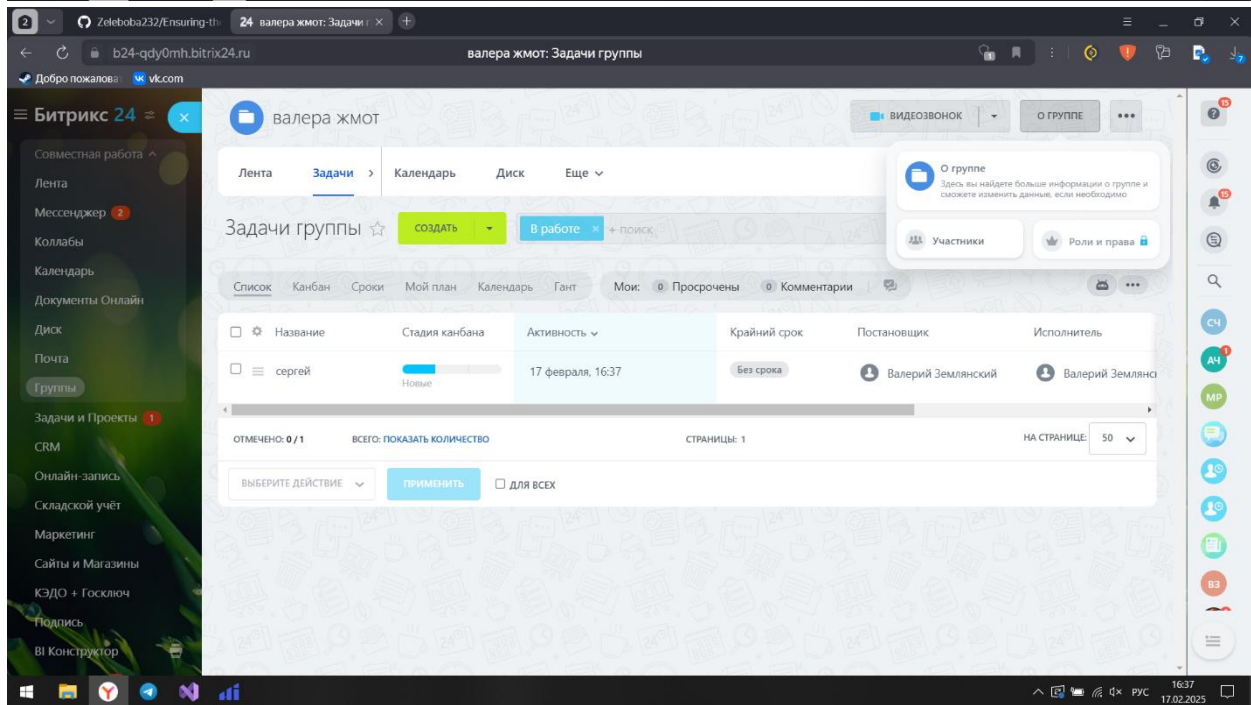 2
Zeleboba232/Ensuring-th
24 валера жмот: Задачи г
b24-qdy0mh.bitrix24.ru
валера жмот: Задачи группы
Добро пожалова
vk.com
Битрикс 24
Совместная работа
Лента
Мессенджер 2
Коллабы
Календарь
Документы Онлайн
Диск
Почта
Группы
Задачи и Проекты 1
CRM
Онлайн-запись
Складской учёт
Маркетинг
Сайты и Магазины
КЭДО + Госключ
Подпись
BI Конструктор
валера жмот
ВИДЕОЗВОНОК
О ГРУППЕ
Лента Задачи Календарь Диск Еще
О группе
Здесь вы найдете больше информации о группе и
сможете изменить данные, если необходимо
Участники
Роли и права
Задачи группы
СОЗДАТЬ
В работе × + поиск
Список Канбан Сроки Мой план Календарь Гант Мои: 0 Просрочены 0 Комментарии
Название Стадия канбана Активность Крайний срок Постановщик Исполнитель
сергей Новые 17 февраля, 16:37 Без срока Валерий Землянский Валерий Землянс
ОТМЕЧЕНО: 0 / 1 ВСЕГО: ПОКАЗАТЬ КОЛИЧЕСТВО СТРАНИЦЫ: 1 НА СТРАНИЦЕ: 50
ВЫБЕРИТЕ ДЕЙСТВИЕ ПРИМЕНИТЬ ДЛЯ ВСЕХ
15
15
СЧ
АЧ 1
МР
ВЗ
7
РУС
16:37
17.02.2025